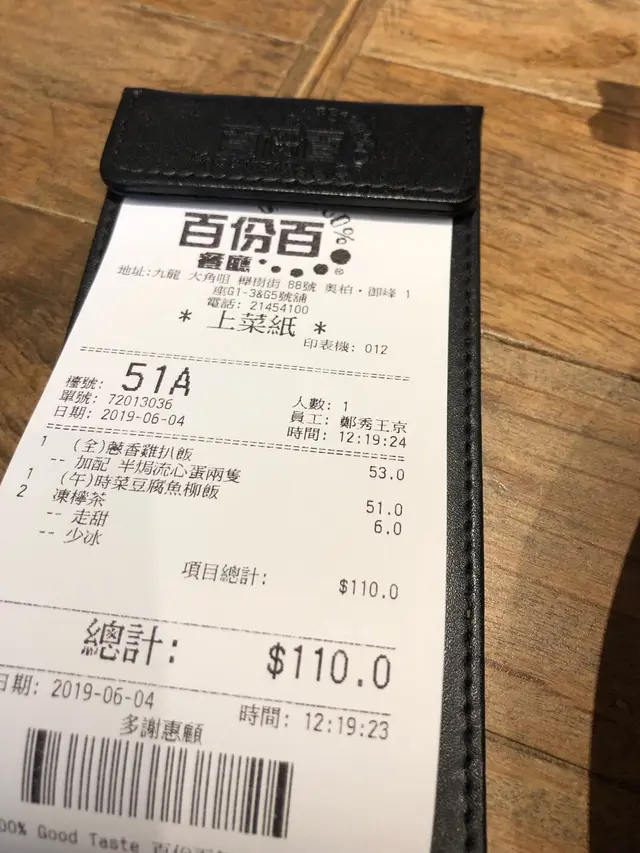 100%
百份百
餐廳
地址:九龍 大角咀 櫸樹街 88號 奧柏·御峰 1
座G1-3&G5號舖
電話: 21454100
* 上菜紙 *
印表機: 012
檯號: 51A
人數: 1
單號: 72013036
員工: 鄭秀王京
日期: 2019-06-04
時間: 12:19:24
1 (全)蔥香雞扒飯 53.0
-- 加配 半焗流心蛋兩隻
1 (午)時菜豆腐魚柳飯 51.0
2 凍檸茶 6.0
-- 走甜
-- 少冰
項目總計: $110.0
總計: $110.0
日期: 2019-06-04 時間: 12:19:23
多謝惠顧
00% Good Taste 百份百